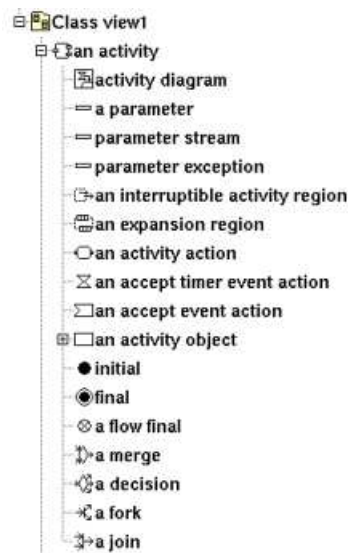 Class view1
an activity
activity diagram
a parameter
parameter stream
parameter exception
an interruptible activity region
an expansion region
an activity action
an accept timer event action
an accept event action
an activity object
initial
final
a flow final
a merge
a decision
a fork
a join